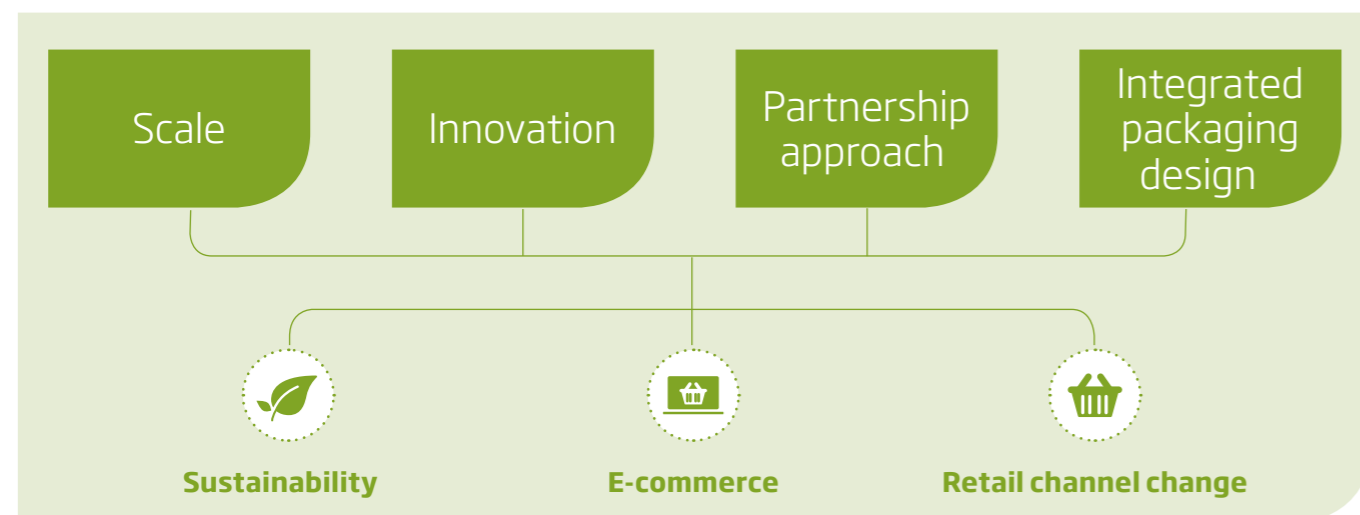 Scale
Innovation
Partnership
approach
Integrated
packaging
design
Sustainability
E-commerce
Retail channel change